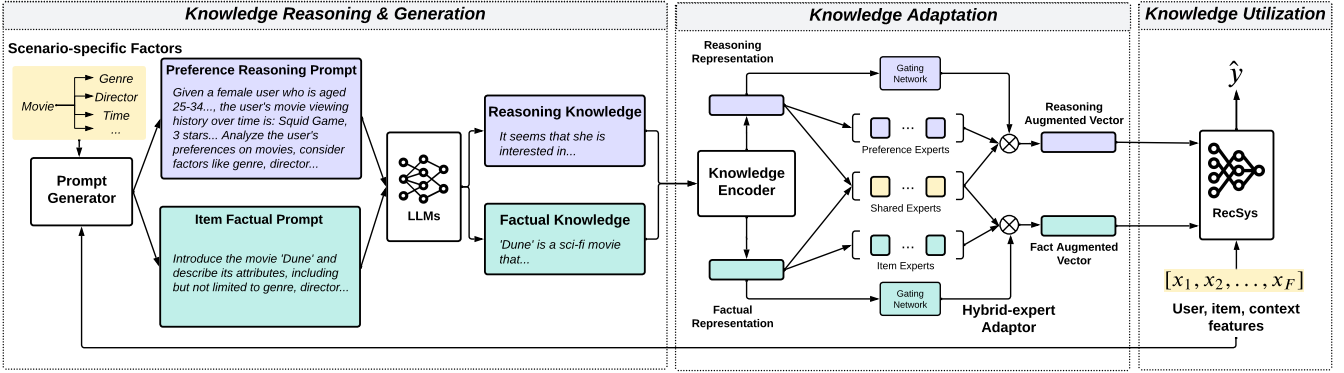 Knowledge Reasoning & Generation
Scenario-specific Factors
Movie
Genre
Director
Time
...
Prompt
Generator
Preference Reasoning Prompt
Given a female user who is aged
25-34..., the user's movie viewing
history over time is: Squid Game,
3 stars... Analyze the user's
preferences on movies, consider
factors like genre, director...
Item Factual Prompt
Introduce the movie 'Dune' and
describe its attributes, including
but not limited to genre, director...
LLMs
Reasoning Knowledge
It seems that she is
interested in...
Factual Knowledge
'Dune' is a sci-fi movie
that...
Knowledge Adaptation
Reasoning
Representation
Knowledge
Encoder
Factual
Representation
Gating
Network
...
Preference Experts
...
Shared Experts
...
Item Experts
Gating
Network
Reasoning
Augmented Vector
Fact Augmented
Vector
Hybrid-expert
Adaptor
Knowledge Utilization
ŷ
RecSys
[x₁, x₂, . . . , x_F]
User, item, context
features